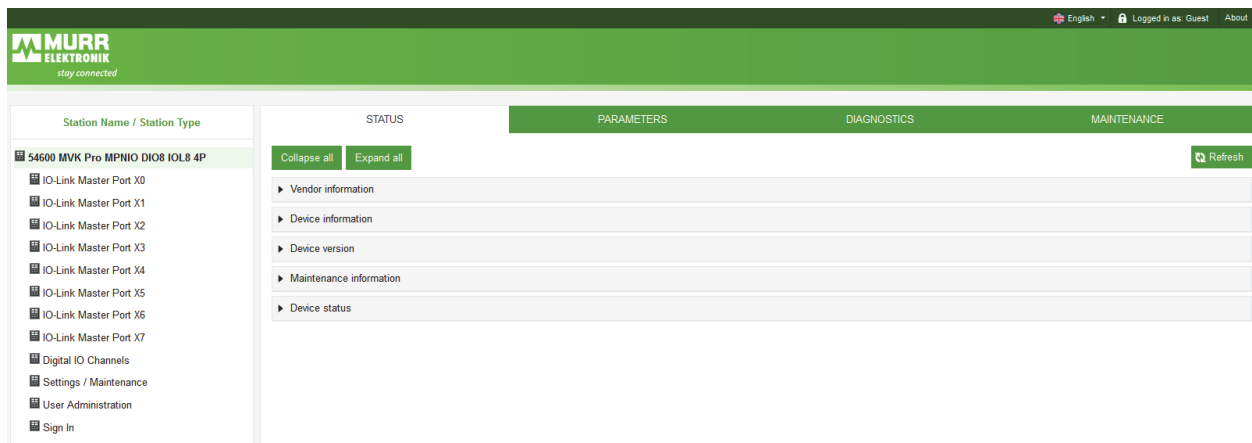 English Logged in as: Guest About
MURR
ELEKTRONIK
stay connected
Station Name / Station Type
STATUS PARAMETERS DIAGNOSTICS MAINTENANCE
54600 MVK Pro MPNIO DIO8 IOL8 4P
IO-Link Master Port X0
IO-Link Master Port X1
IO-Link Master Port X2
IO-Link Master Port X3
IO-Link Master Port X4
IO-Link Master Port X5
IO-Link Master Port X6
IO-Link Master Port X7
Digital IO Channels
Settings / Maintenance
User Administration
Sign In
Collapse all Expand all Refresh
Vendor information
Device information
Device version
Maintenance information
Device status